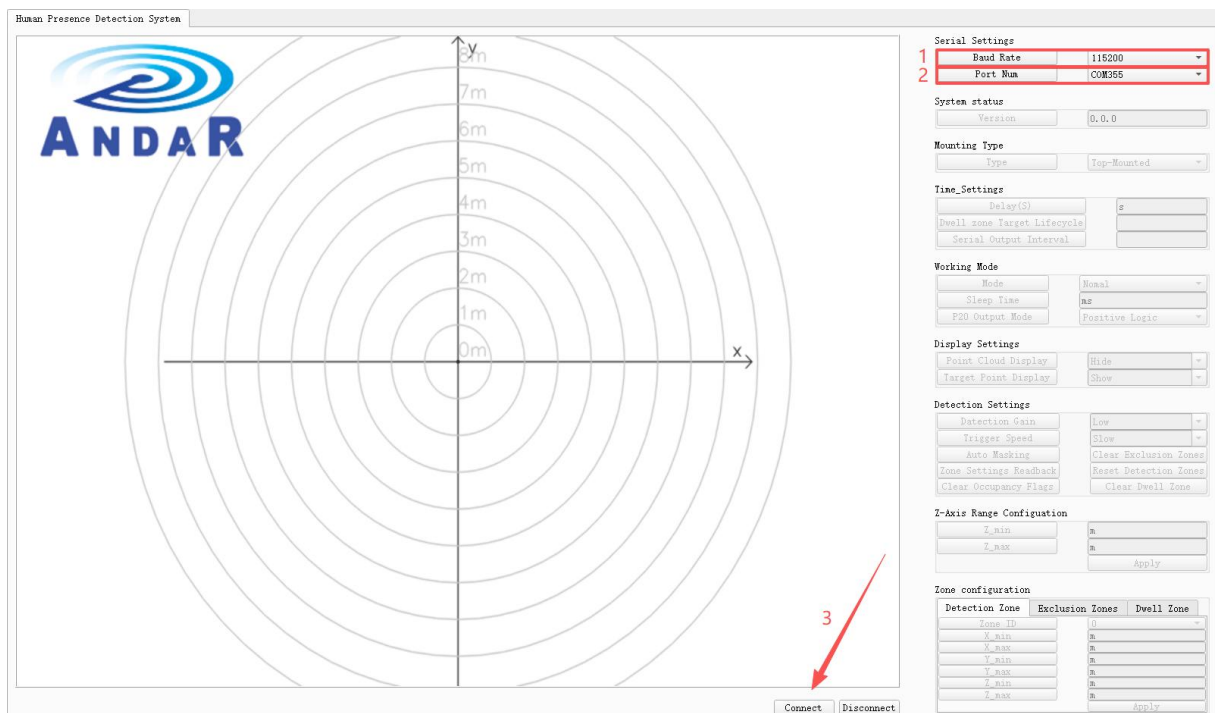 Human Presence Detection System
ANDAR
y
8m
7m
6m
5m
4m
3m
2m
1m
0m
x
3
Connect Disconnect
Serial Settings
1 Baud Rate 115200
2 Port Num COM355
System status
Version 0.0.0
Mounting Type
Type Top-Mounted
Time_Settings
Delay(S) s
Dwell zone Target Lifecycle
Serial Output Interval
Working Mode
Mode Nomal
Sleep Time ms
P20 Output Mode Positive Logic
Display Settings
Point Cloud Display Hide
Target Point Display Show
Detection Settings
Datection Gain Low
Trigger Speed Slow
Auto Masking Clear Exclusion Zones
Zone Settings Readback Reset Detection Zones
Clear Occupancy Flags Clear Dwell Zone
Z-Axis Range Configuation
Z_min m
Z_max m
Apply
Zone configuration
Detection Zone Exclusion Zones Dwell Zone
Zone ID 0
X_min m
X_max m
Y_min m
Y_max m
Z_min m
Z_max m
Apply